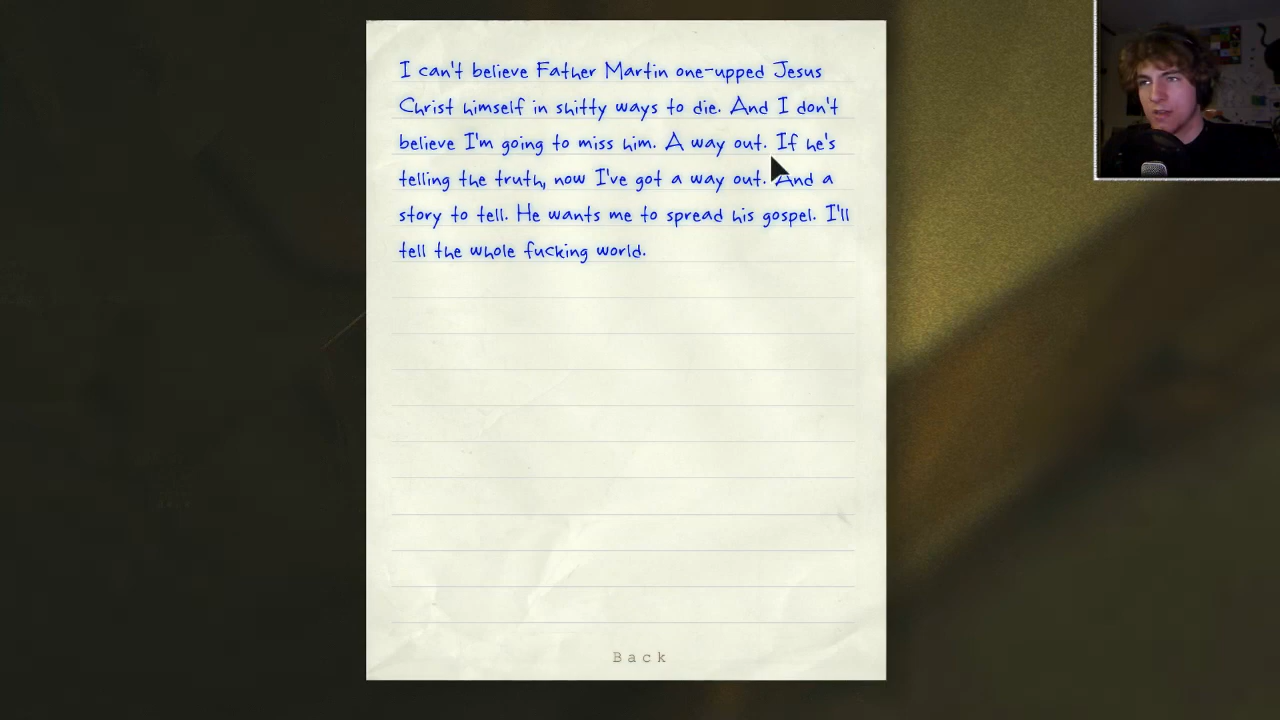 I can't believe Father Martin one-upped Jesus
Christ himself in shitty ways to die. And I don't
believe I'm going to miss him. A way out. If he's
telling the truth, now I've got a way out. And a
story to tell. He wants me to spread his gospel. I'll
tell the whole fucking world.
Back